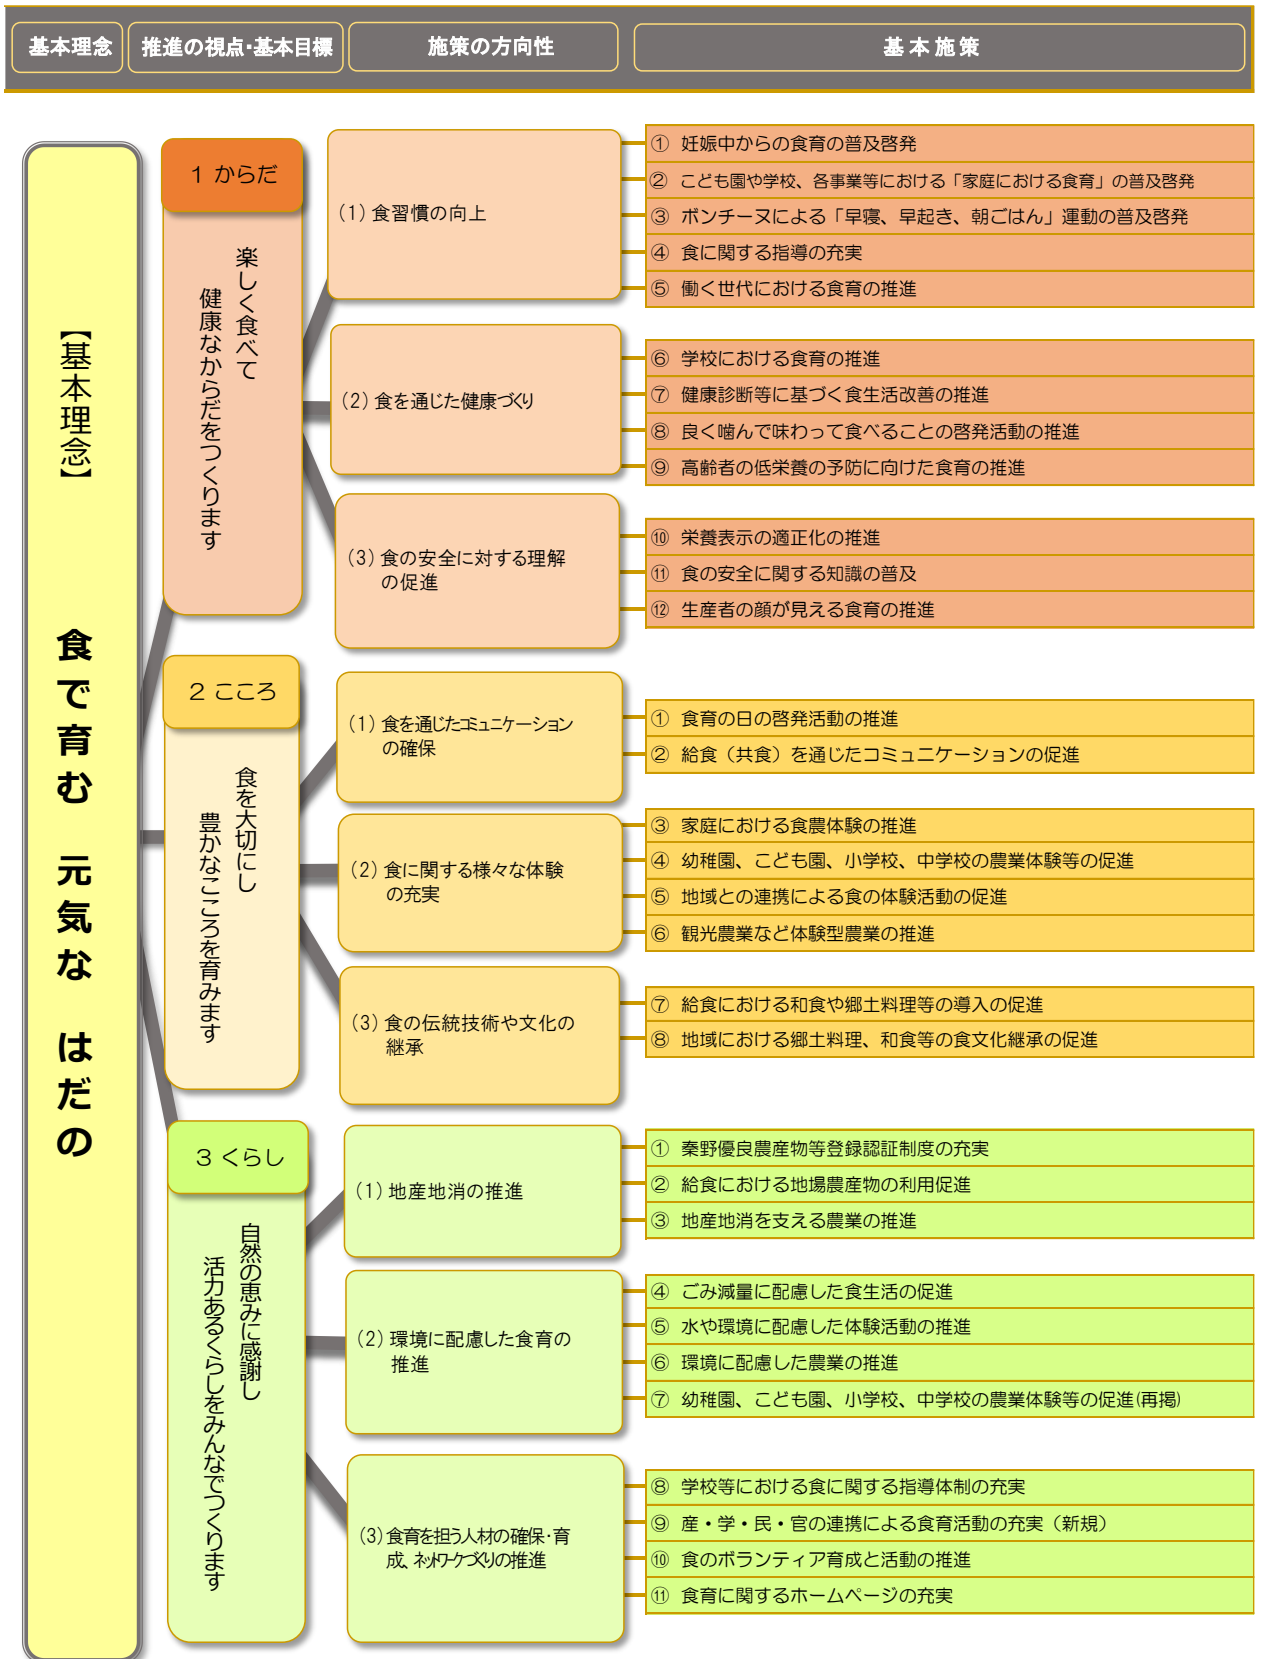 基本理念
推進の視点・基本目標
施策の方向性
基本施策
【基本理念】
食で育む 元気な はだの
1 からだ
楽しく食べて
健康なからだをつくります
(1) 食習慣の向上
① 妊娠中からの食育の普及啓発
② こども園や学校、各事業等における「家庭における食育」の普及啓発
③ ボンチーヌによる「早寝、早起き、朝ごはん」運動の普及啓発
④ 食に関する指導の充実
⑤ 働く世代における食育の推進
(2) 食を通じた健康づくり
⑥ 学校における食育の推進
⑦ 健康診断等に基づく食生活改善の推進
⑧ 良く噛んで味わって食べることの啓発活動の推進
⑨ 高齢者の低栄養の予防に向けた食育の推進
(3) 食の安全に対する理解
の促進
⑩ 栄養表示の適正化の推進
⑪ 食の安全に関する知識の普及
⑫ 生産者の顔が見える食育の推進
2 こころ
食を大切にし
豊かなこころを育みます
(1) 食を通じたコミュニケーション
の確保
① 食育の日の啓発活動の推進
② 給食（共食）を通じたコミュニケーションの促進
(2) 食に関する様々な体験
の充実
③ 家庭における食農体験の推進
④ 幼稚園、こども園、小学校、中学校の農業体験等の促進
⑤ 地域との連携による食の体験活動の促進
⑥ 観光農業など体験型農業の推進
(3) 食の伝統技術や文化の
継承
⑦ 給食における和食や郷土料理等の導入の促進
⑧ 地域における郷土料理、和食等の食文化継承の促進
3 くらし
自然の恵みに感謝し
活力あるくらしをみんなでつくります
(1) 地産地消の推進
① 秦野優良農産物等登録認証制度の充実
② 給食における地場農産物の利用促進
③ 地産地消を支える農業の推進
(2) 環境に配慮した食育の
推進
④ ごみ減量に配慮した食生活の促進
⑤ 水や環境に配慮した体験活動の推進
⑥ 環境に配慮した農業の推進
⑦ 幼稚園、こども園、小学校、中学校の農業体験等の促進(再掲)
(3) 食育を担う人材の確保・育
成、ネットワークづくりの推進
⑧ 学校等における食に関する指導体制の充実
⑨ 産・学・民・官の連携による食育活動の充実（新規）
⑩ 食のボランティア育成と活動の推進
⑪ 食育に関するホームページの充実